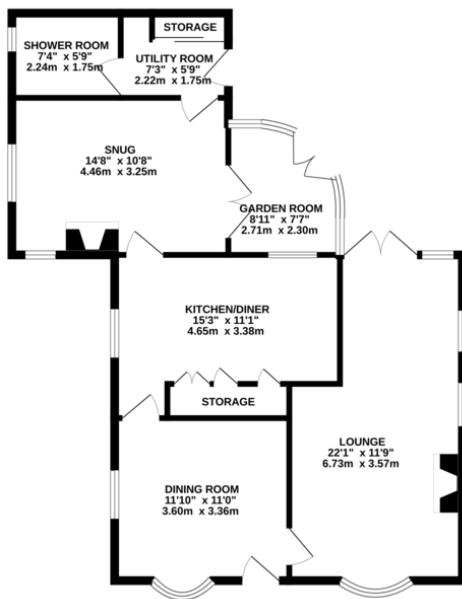 STORAGE
SHOWER ROOM
7'4" x 5'9"
2.24m x 1.75m
UTILITY ROOM
7'3" x 5'9"
2.22m x 1.75m
SNUG
14'8" x 10'8"
4.46m x 3.25m
GARDEN ROOM
8'11" x 7'7"
2.71m x 2.30m
KITCHEN/DINER
15'3" x 11'1"
4.65m x 3.38m
STORAGE
LOUNGE
22'1" x 11'9"
6.73m x 3.57m
DINING ROOM
11'10" x 11'0"
3.60m x 3.36m